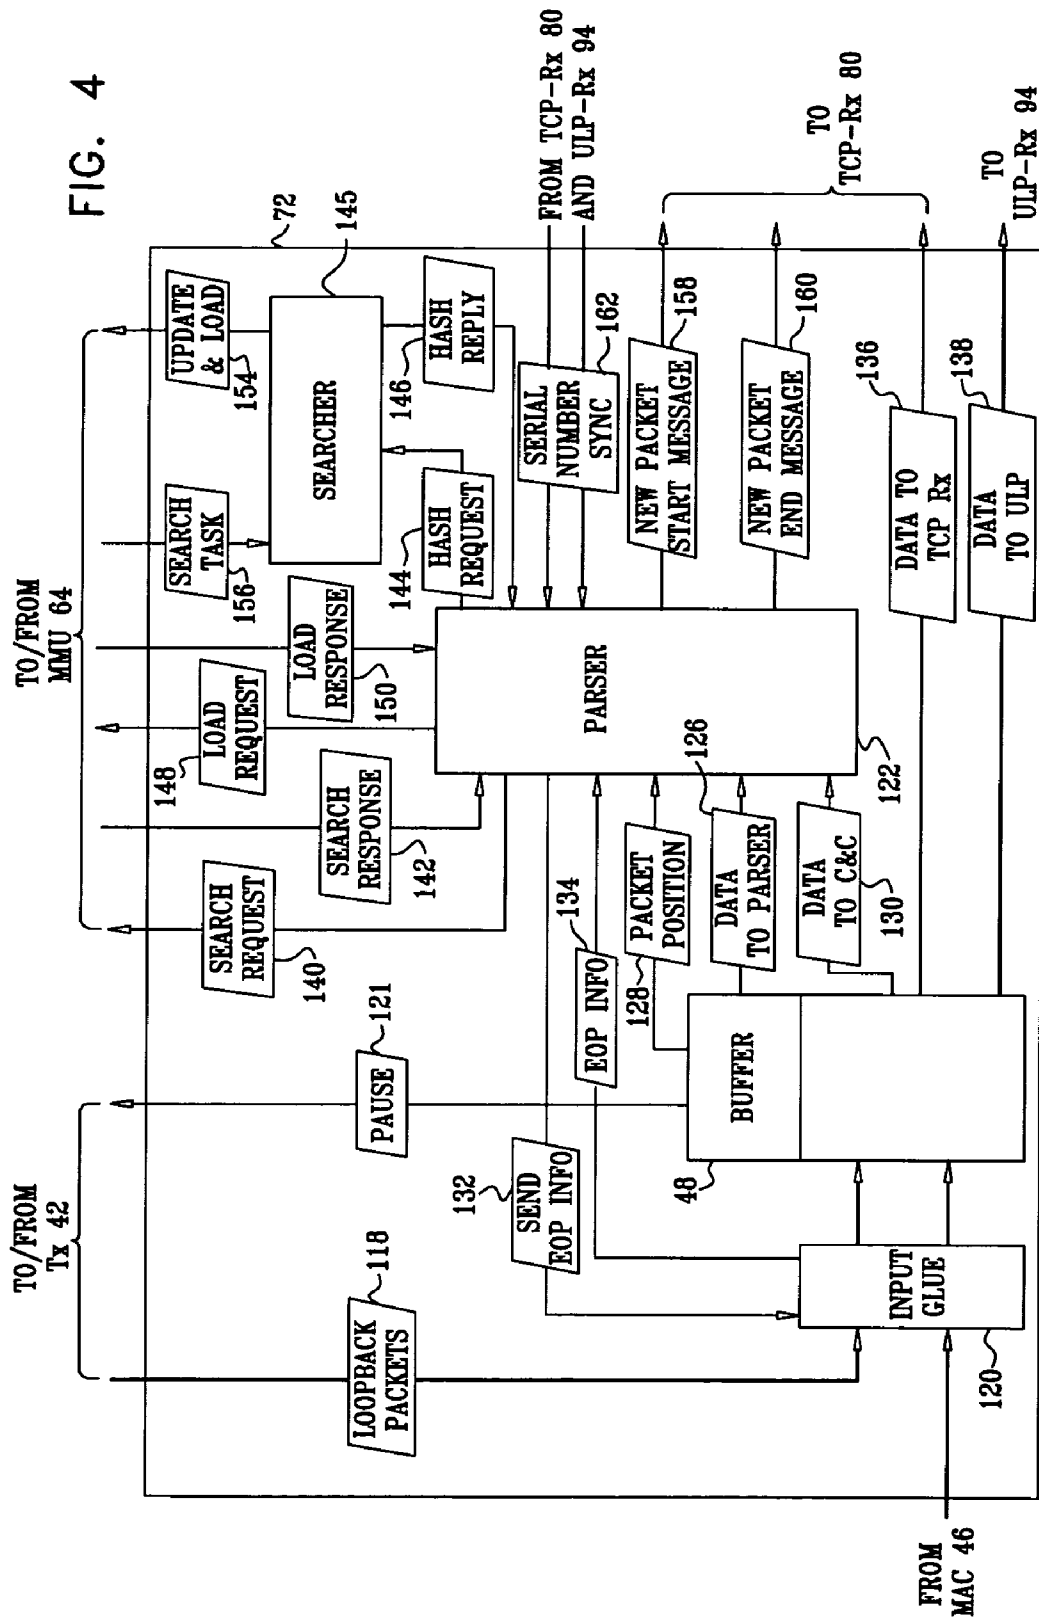 FIG. 4
TO/FROM
Tx 42
TO/FROM
MMU 64
LOOPBACK
PACKETS
118
PAUSE
121
SEARCH
REQUEST
140
SEARCH
RESPONSE
142
LOAD
REQUEST
148
LOAD
RESPONSE
150
SEARCH
TASK
156
UPDATE
& LOAD
154
72
SEARCHER
145
HASH
REQUEST
144
HASH
REPLY
146
SERIAL
NUMBER
SYNC
162
FROM TCP-Rx 80
AND ULP-Rx 94
SEND
EOP INFO
132
EOP INFO
134
PACKET
POSITION
128
DATA
TO PARSER
126
DATA
TO C&C
130
PARSER
122
NEW PACKET
START MESSAGE
158
NEW PACKET
END MESSAGE
160
TO
TCP-Rx 80
BUFFER
48
INPUT
GLUE
120
FROM
MAC 46
DATA TO
TCP Rx
136
DATA
TO ULP
138
TO
ULP-Rx 94